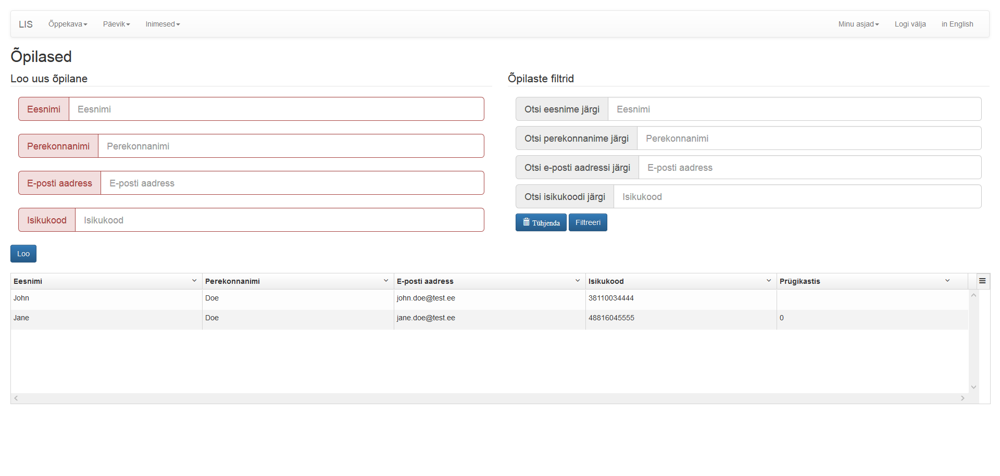 LIS Õppekava Päevik Inimesed Minu asjad Logi välja in English
Õpilased
Loo uus õpilane
Eesnimi Eesnimi
Perekonnanimi Perekonnanimi
E-posti aadress E-posti aadress
Isikukood Isikukood
Loo
Õpilaste filtrid
Otsi eesnime järgi Eesnimi
Otsi perekonnanime järgi Perekonnanimi
Otsi e-posti aadressi järgi E-posti aadress
Otsi isikukoodi järgi Isikukood
Tühjenda Filtreeri
Eesnimi Perekonnanimi E-posti aadress Isikukood Prügikastis
John Doe john.doe@test.ee 38110034444
Jane Doe jane.doe@test.ee 48816045555 0